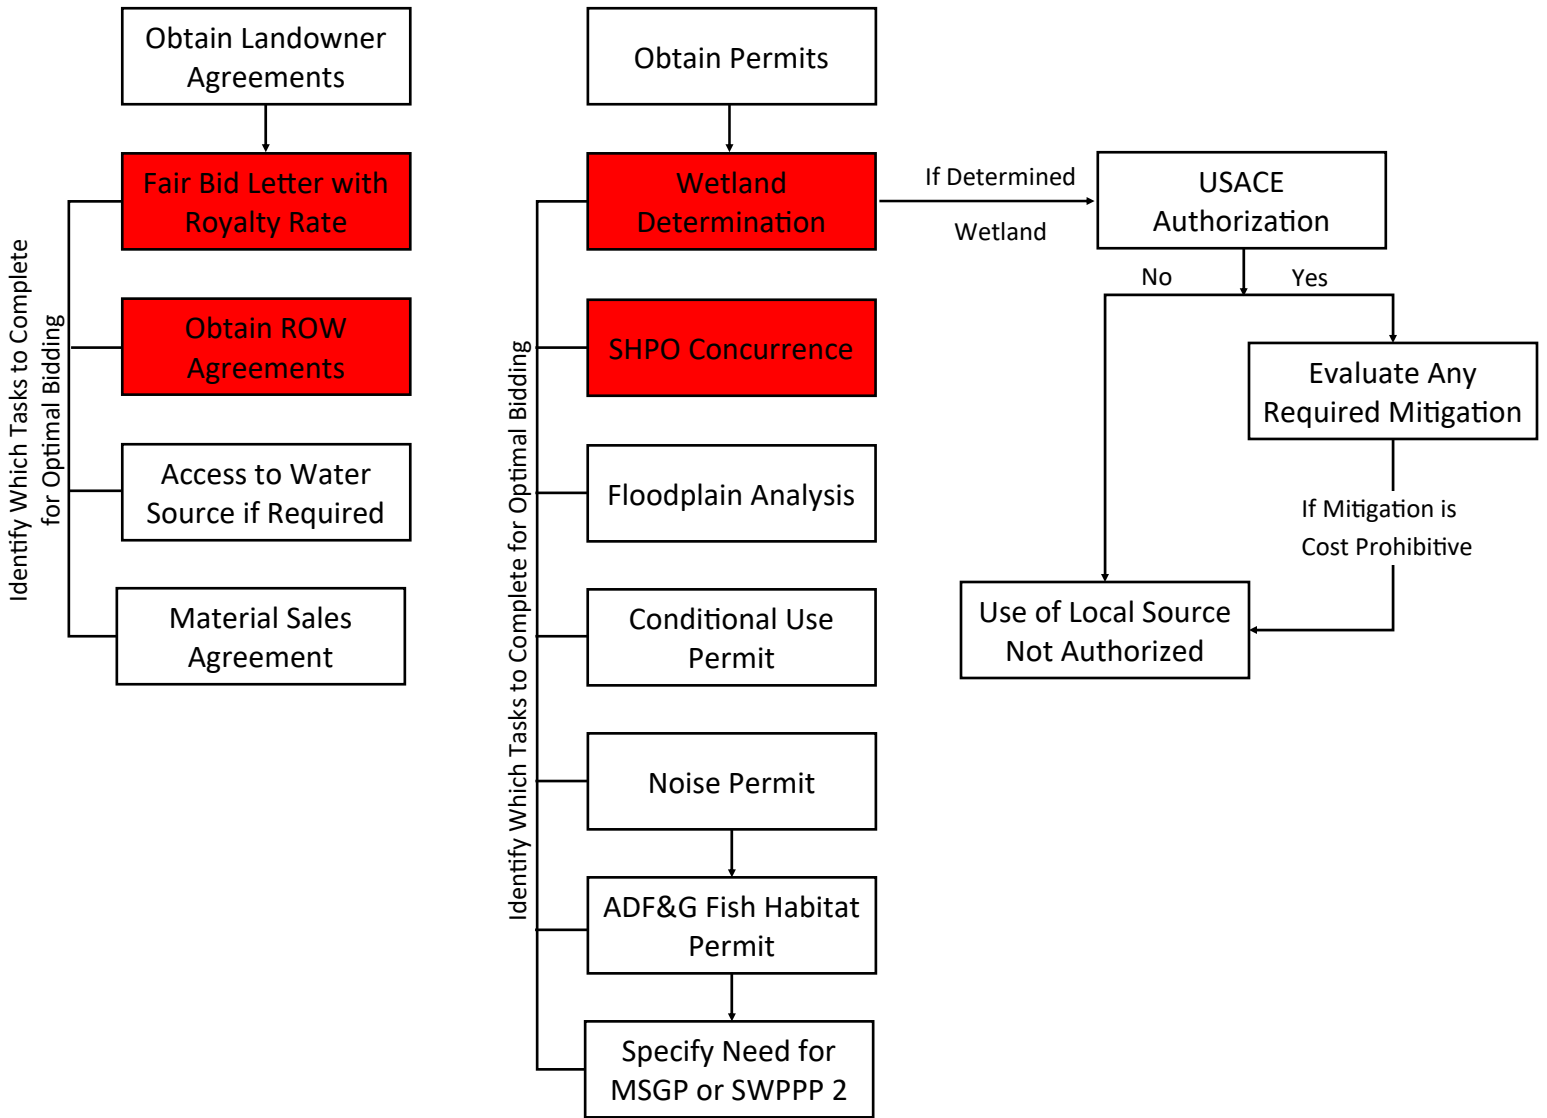 Obtain Landowner
Agreements
Fair Bid Letter with
Royalty Rate
Obtain ROW
Agreements
Access to Water
Source if Required
Material Sales
Agreement
Identify Which Tasks to Complete
for Optimal Bidding
Obtain Permits
Wetland
Determination
SHPO Concurrence
Floodplain Analysis
Conditional Use
Permit
Noise Permit
ADF&G Fish Habitat
Permit
Specify Need for
MSGP or SWPPP 2
Identify Which Tasks to Complete for Optimal Bidding
If Determined
Wetland
USACE
Authorization
No
Yes
Evaluate Any
Required Mitigation
If Mitigation is
Cost Prohibitive
Use of Local Source
Not Authorized